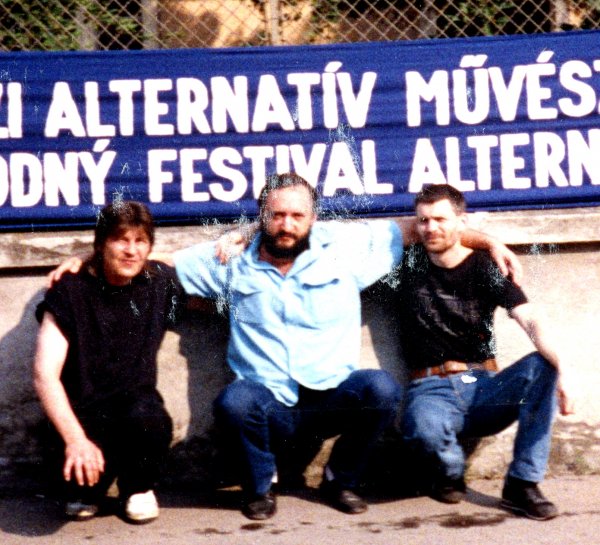 ZI ALTERNATÍV MŰVÉSZ
ODNÝ FESTIVAL ALTERN